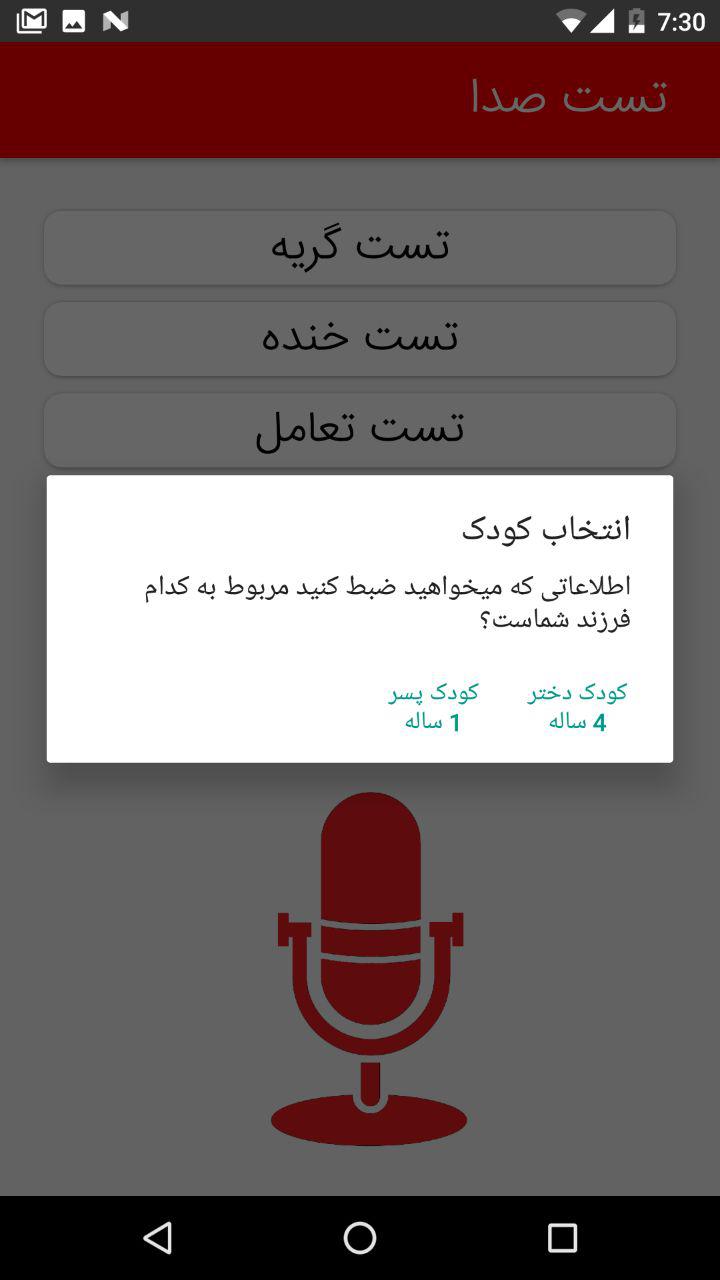 7:30
تست صدا
تست گریه
تست خنده
تست تعامل
انتخاب کودک
اطلاعاتی که میخواهید ضبط کنید مربوط به کدام
فرزند شماست؟
کودک دختر
4 ساله
کودک پسر
1 ساله